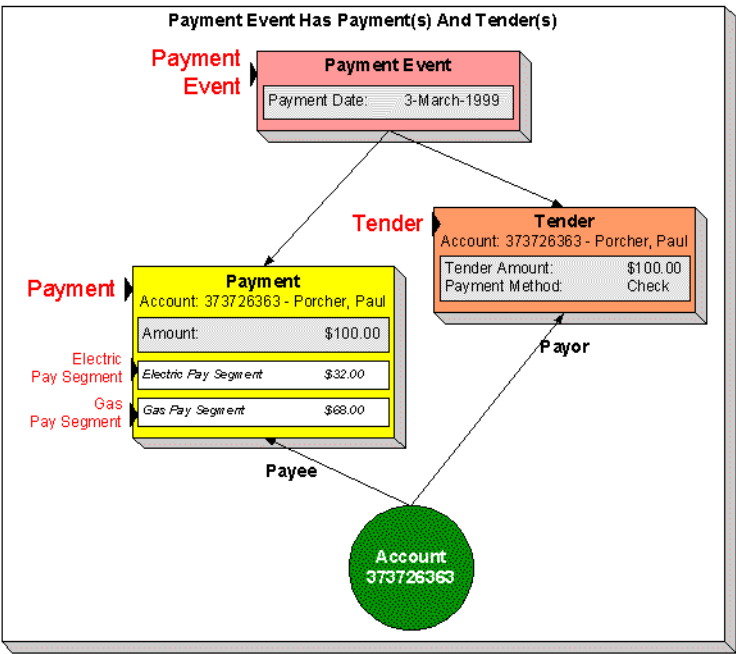 Payment Event Has Payment(s) And Tender(s)
Payment
Event
Payment Event
Payment Date: 3-March-1999
Tender
Tender
Account: 373726363 - Porcher, Paul
Tender Amount: $100.00
Payment Method: Check
Payment
Payment
Account: 373726363 - Porcher, Paul
Amount: $100.00
Electric
Pay Segment
Electric Pay Segment $32.00
Gas
Pay Segment
Gas Pay Segment $68.00
Payor
Payee
Account
373726363